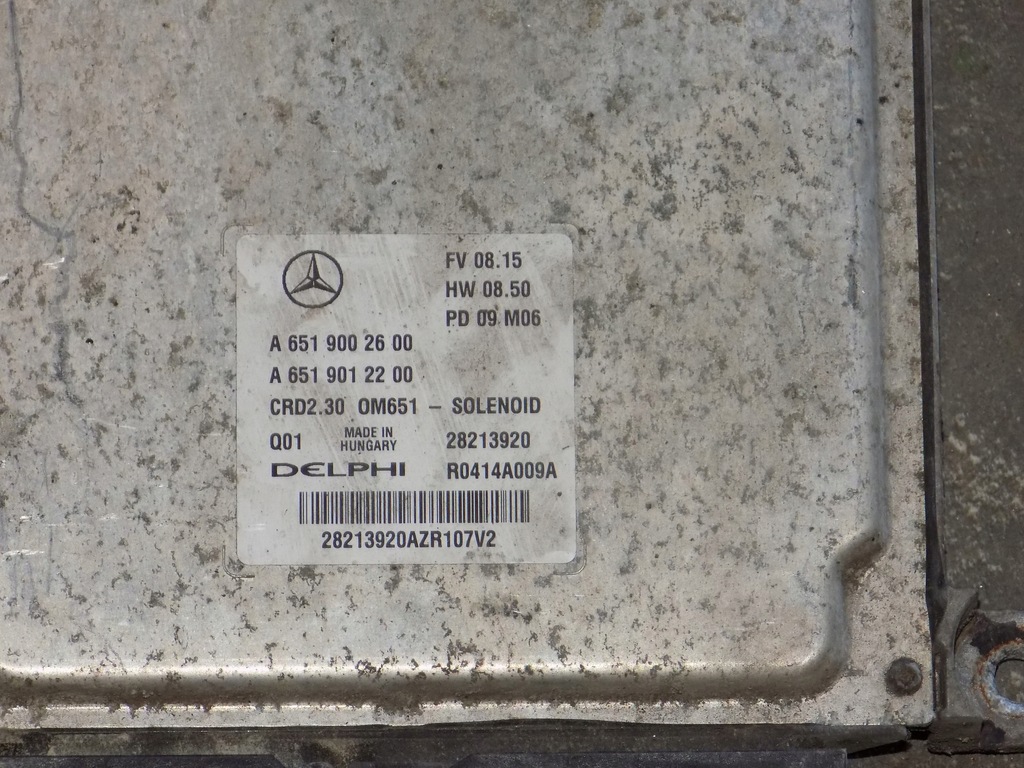 FV 08.15
HW 08.50
PD 09 M06
A 651 900 26 00
A 651 901 22 00
CRD2.30 OM651 – SOLENOID
Q01 MADE IN HUNGARY 28213920
DELPHI R0414A009A
28213920AZR107V2